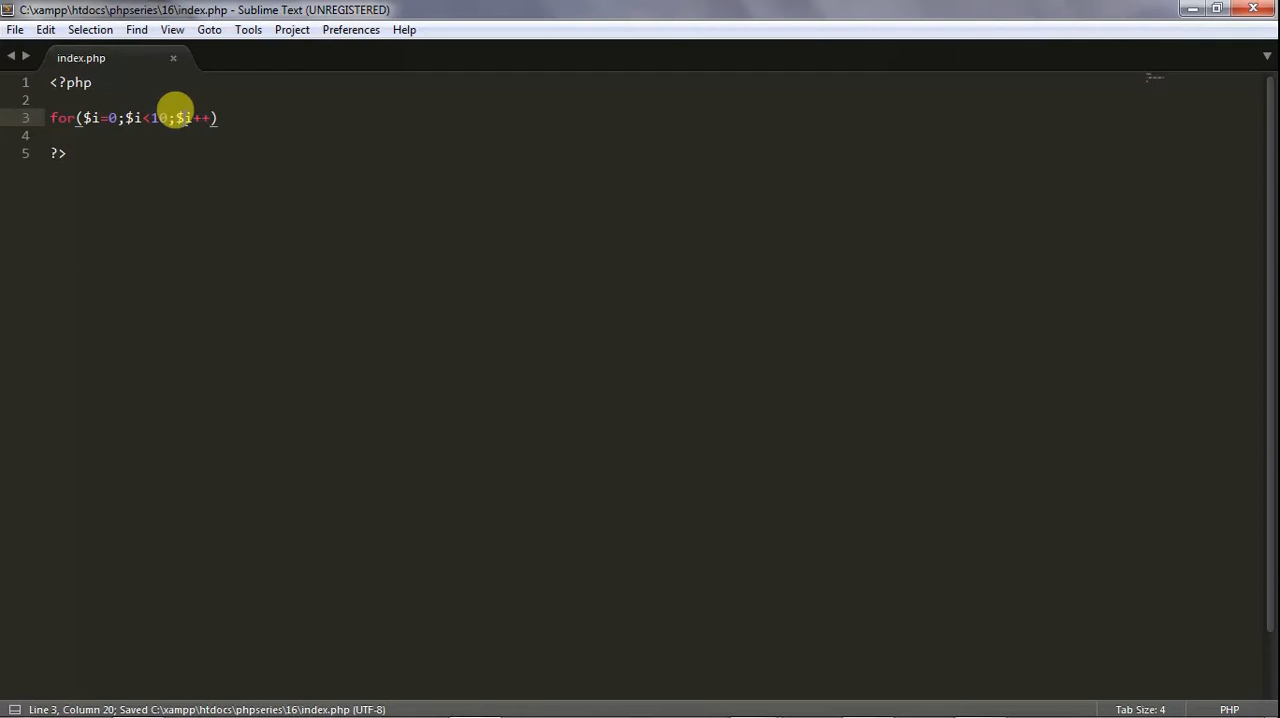 C:\xampp\htdocs\phpseries\16\index.php - Sublime Text (UNREGISTERED)
File Edit Selection Find View Goto Tools Project Preferences Help
index.php
1 <?php
2
3 for($i=0;$i<10;$i++)
4
5 ?>
Line 3, Column 20; Saved C:\xampp\htdocs\phpseries\16\index.php (UTF-8) Tab Size: 4 PHP